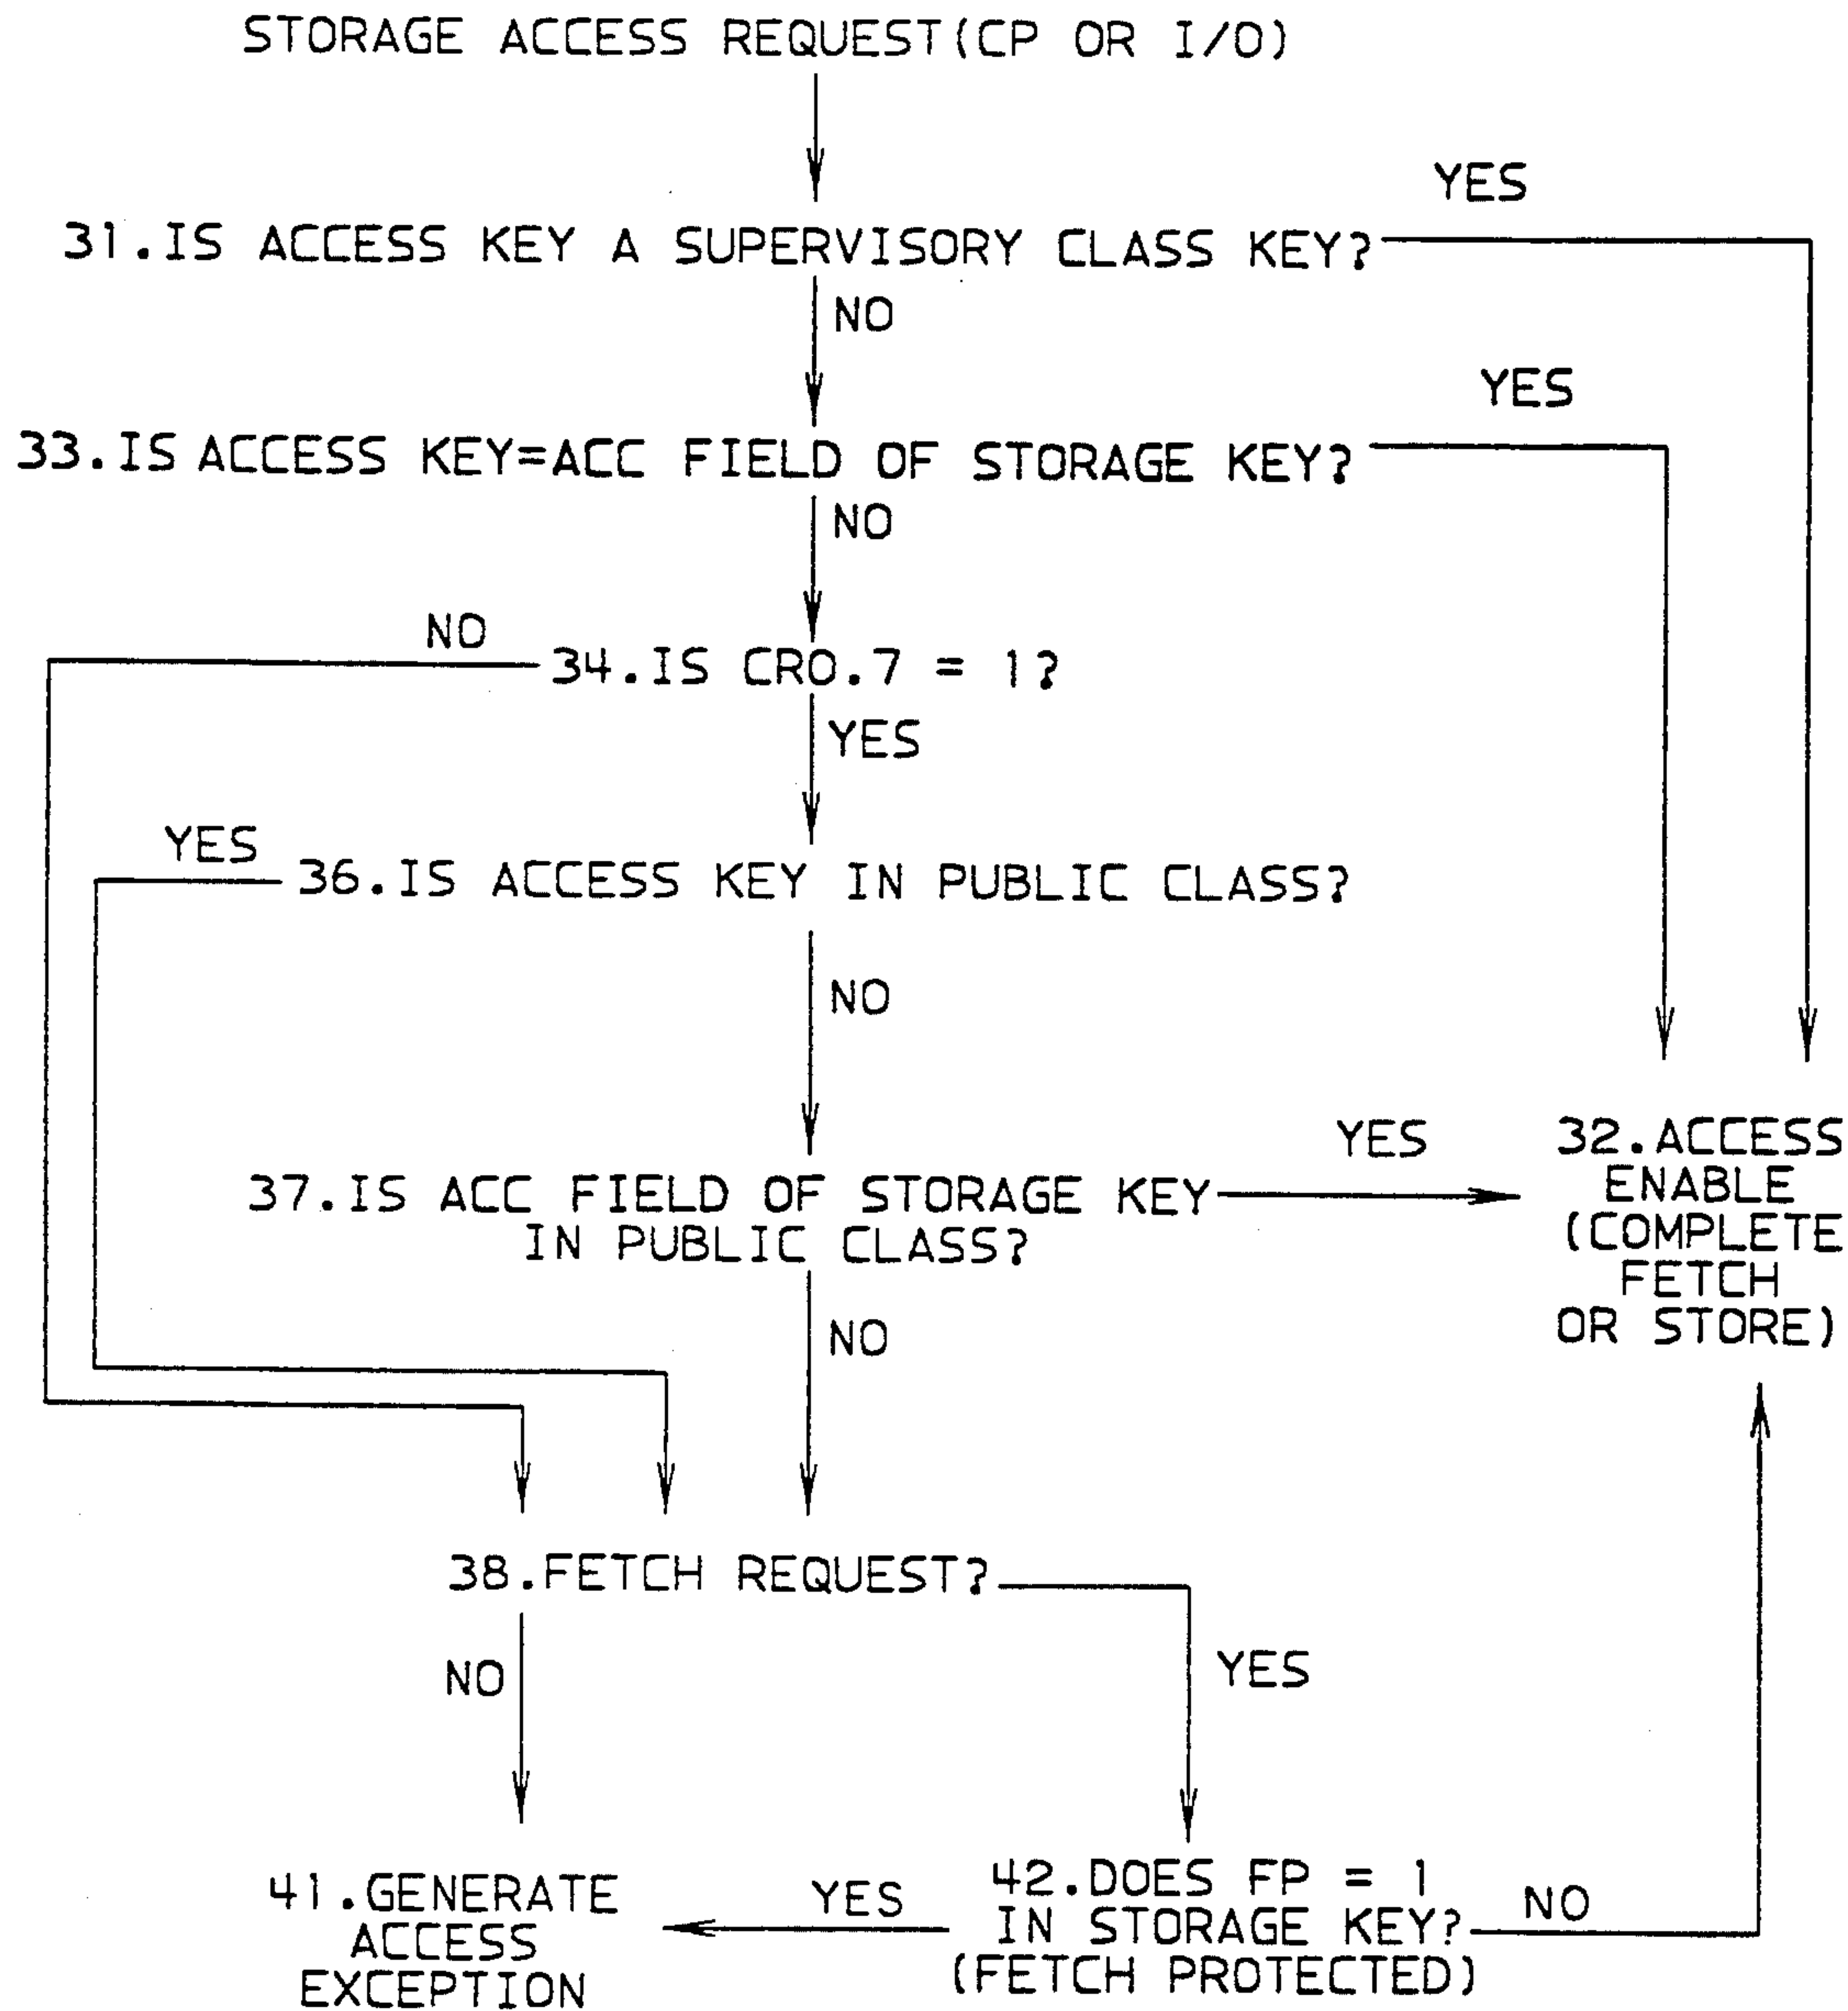 STORAGE ACCESS REQUEST(CP OR I/O)
YES
31.IS ACCESS KEY A SUPERVISORY CLASS KEY?
NO
YES
33.IS ACCESS KEY=ACC FIELD OF STORAGE KEY?
NO
NO
34.IS CR0.7 = 1?
YES
YES
36.IS ACCESS KEY IN PUBLIC CLASS?
NO
37.IS ACC FIELD OF STORAGE KEY
IN PUBLIC CLASS?
YES
32.ACCESS
ENABLE
(COMPLETE
FETCH
OR STORE)
NO
38.FETCH REQUEST?
NO
YES
41.GENERATE
ACCESS
EXCEPTION
YES
42.DOES FP = 1
IN STORAGE KEY?
(FETCH PROTECTED)
NO